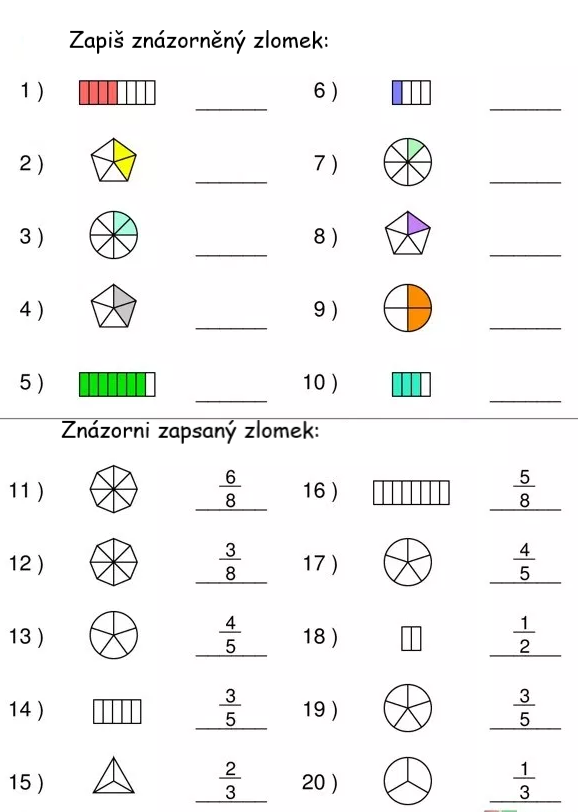 Zapiš znázorněný zlomek:
1 ) 6 )
2 ) 7 )
3 ) 8 )
4 ) 9 )
5 ) 10 )
Znázorni zapsaný zlomek:
11 ) 6/8 16 ) 5/8
12 ) 3/8 17 ) 4/5
13 ) 4/5 18 ) 1/2
14 ) 3/5 19 ) 3/5
15 ) 2/3 20 ) 1/3